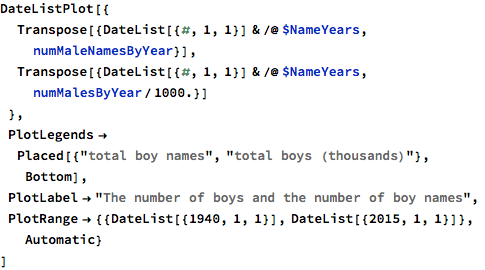 DateListPlot[{
Transpose[{DateList[{#, 1, 1}] & /@ $NameYears,
numMaleNamesByYear}],
Transpose[{DateList[{#, 1, 1}] & /@ $NameYears,
numMalesByYear / 1000.}]
},
PlotLegends →
Placed[{"total boy names", "total boys (thousands)"},
Bottom],
PlotLabel → "The number of boys and the number of boy names",
PlotRange → {{DateList[{1940, 1, 1}], DateList[{2015, 1, 1}]},
Automatic}
]